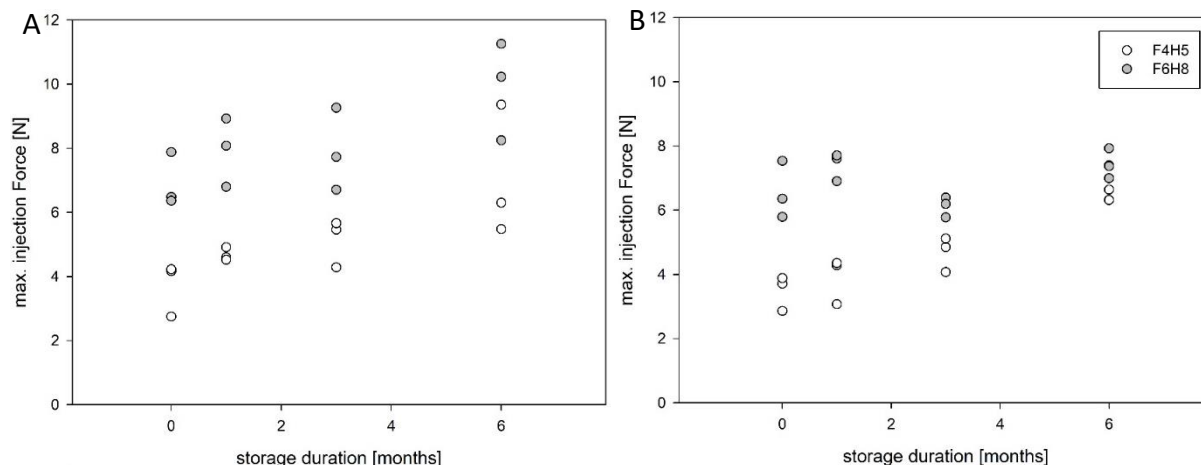 A
max. injection Force [N]
12
10
8
6
4
2
0
0 2 4 6
storage duration [months]
B
max. injection Force [N]
12
10
8
6
4
2
0
0 2 4 6
storage duration [months]
F4H5
F6H8